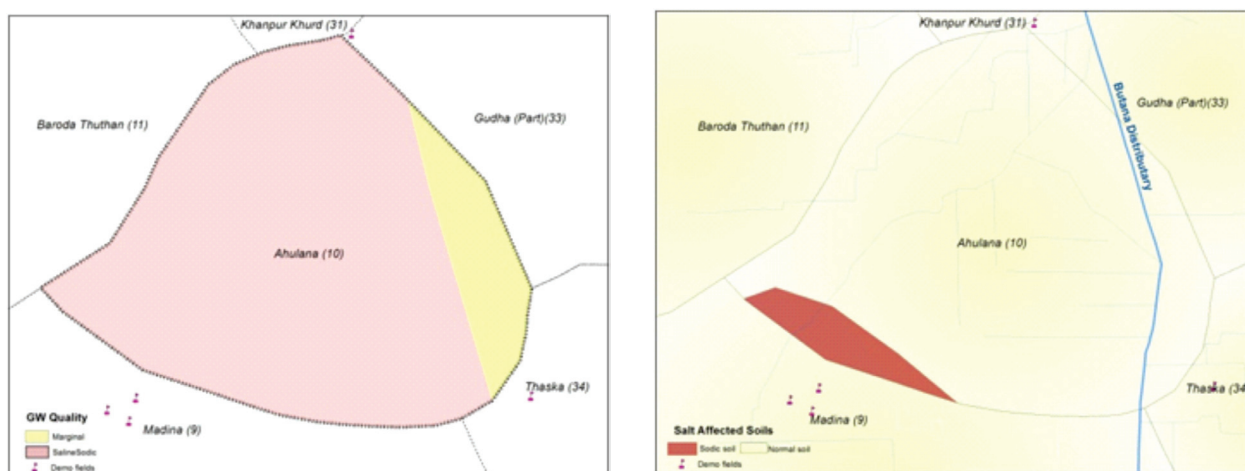 Khanpur Khurd (31)
Baroda Thuthan (11)
Gudha (Part)(33)
Ahulana (10)
Thaska (34)
Madina (9)
GW Quality
Marginal
SalineSodic
Demo fields
Khanpur Khurd (31)
Gudha (Part)(33)
Baroda Thuthan (11)
Butana Distributary
Ahulana (10)
Thaska (34
Madina (9)
Salt Affected Soils
Sodic soil Normal soil
Demo fields